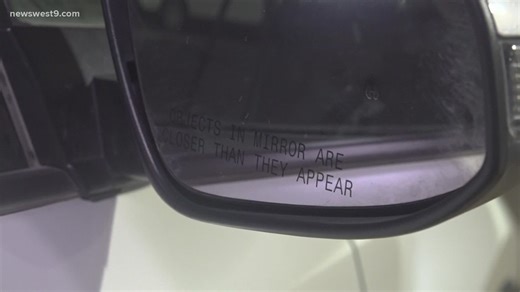 newswest9.com
OBJECTS IN MIRROR ARE
CLOSER THAN THEY APPEAR